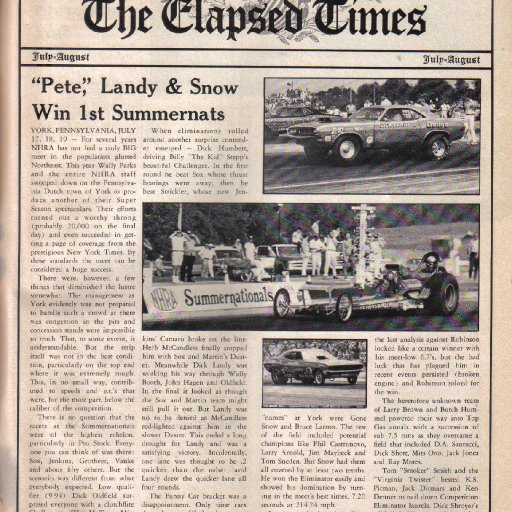 The Elapsed Times
July-August
July-August
"Pete," Landy & Snow
Win 1st Summernats
YORK, PENNSYLVANIA, JULY
17, 18, 19 — For several years
NHRA has not had a truly BIG
meet in the population glutted
Northeast. This year Wally Parks
and the entire NHRA staff
swooped down on the Pennsylva-
nia Dutch town of York to pro-
duce another of their Super
Season spectaculars. Their efforts
turned out a worthy throng
(probably 20,000 on the final
day) and even succeeded in get-
ting a page of coverage from the
prestigious New York Times. By
these standards the meet can be
considered a huge success.
There were, however, a few
things that diminished the lustre
somewhat. The management at
York evidently was not prepared
to handle such a crowd as there
was congestion in the pits and
concession stands were impossible
to reach. That, to some extent, is
understandable. But the strip
itself was not in the best condi-
tion, particularly on the top end
where it was extremely rough.
This, in no small way, contrib-
uted to speeds and e.t.'s that
were, for the most part, below the
caliber of the competition.
There is no question that the
meets at the Summernationals
were of the highest echelon,
particularly in Pro Stock. Every-
one you can think of was there:
Sox, Jenkins, Grotheer, Vanke
and about fifty others. But the
scenario was different from what
everybody expected. Low quali-
fier (9.94) Dick Oldfield sur-
prised everyone with a clutchflite
When eliminations rolled
around another surprise contend-
er emerged — Dick Humbert,
driving Billy "The Kid" Stepp's
beautiful Challenger. In the first
round he beat Sox whose thrust
bearings were away; then he
beat Strickler, whose new Jen-
kins' Camaro broke on the line.
Herb McCandless finally stopped
him with Sox and Martin's Dus-
ter. Meanwhile Dick Landy was
working his way through Wally
Booth, John Hagen and Oldfield.
In the final it looked as though
the Sox and Martin team might
still pull it out. But Landy was
no to be denied as McCandless
redlighted against him in the
slower Duster. This ended a long
drought for Landy and was a
satisfying victory. Incidentally,
one lane was thought to be .2
quicker than the other and
Landy drew the quicker lane all
four rounds.
The Funny Car bracket was a
disappointment. Only nine cars
NHRA Summernationals
"names" at York were Gene
Snow and Bruce Larson. The rest
of the field included potential
champions like Phil Castronovo,
Larry Arnold, Jim Maybeck and
Tom Sturm. But Snow had them
all covered by at least two tenths.
He won the Eliminator easily and
showed his domination by turn-
ing in the meet's best times, 7.20
seconds at 214.74 mph.
the last analysis against Robinson
looked like a certain winner with
his meet-low 6.7's, but the bad
luck that has plagued him in
recent events persisted (broken
engine) and Robinson soloed for
the win.
The heretofore unknown team
of Larry Brown and Butch Hum-
mel powered their way into Top
Gas annals with a succession of
sub 7.5 runs as they overcame a
field that included D.A. Santucci,
Dick Shott, Mits Ono, Jack Jones
and Ray Motes.
Tom "Smoker" Smith and the
"Virginia Twister" bested K.S.
Pittman, Jack Ditmars and Ken
Dentner to nail down Competition
Eliminator laurels. Dick Shroyer's